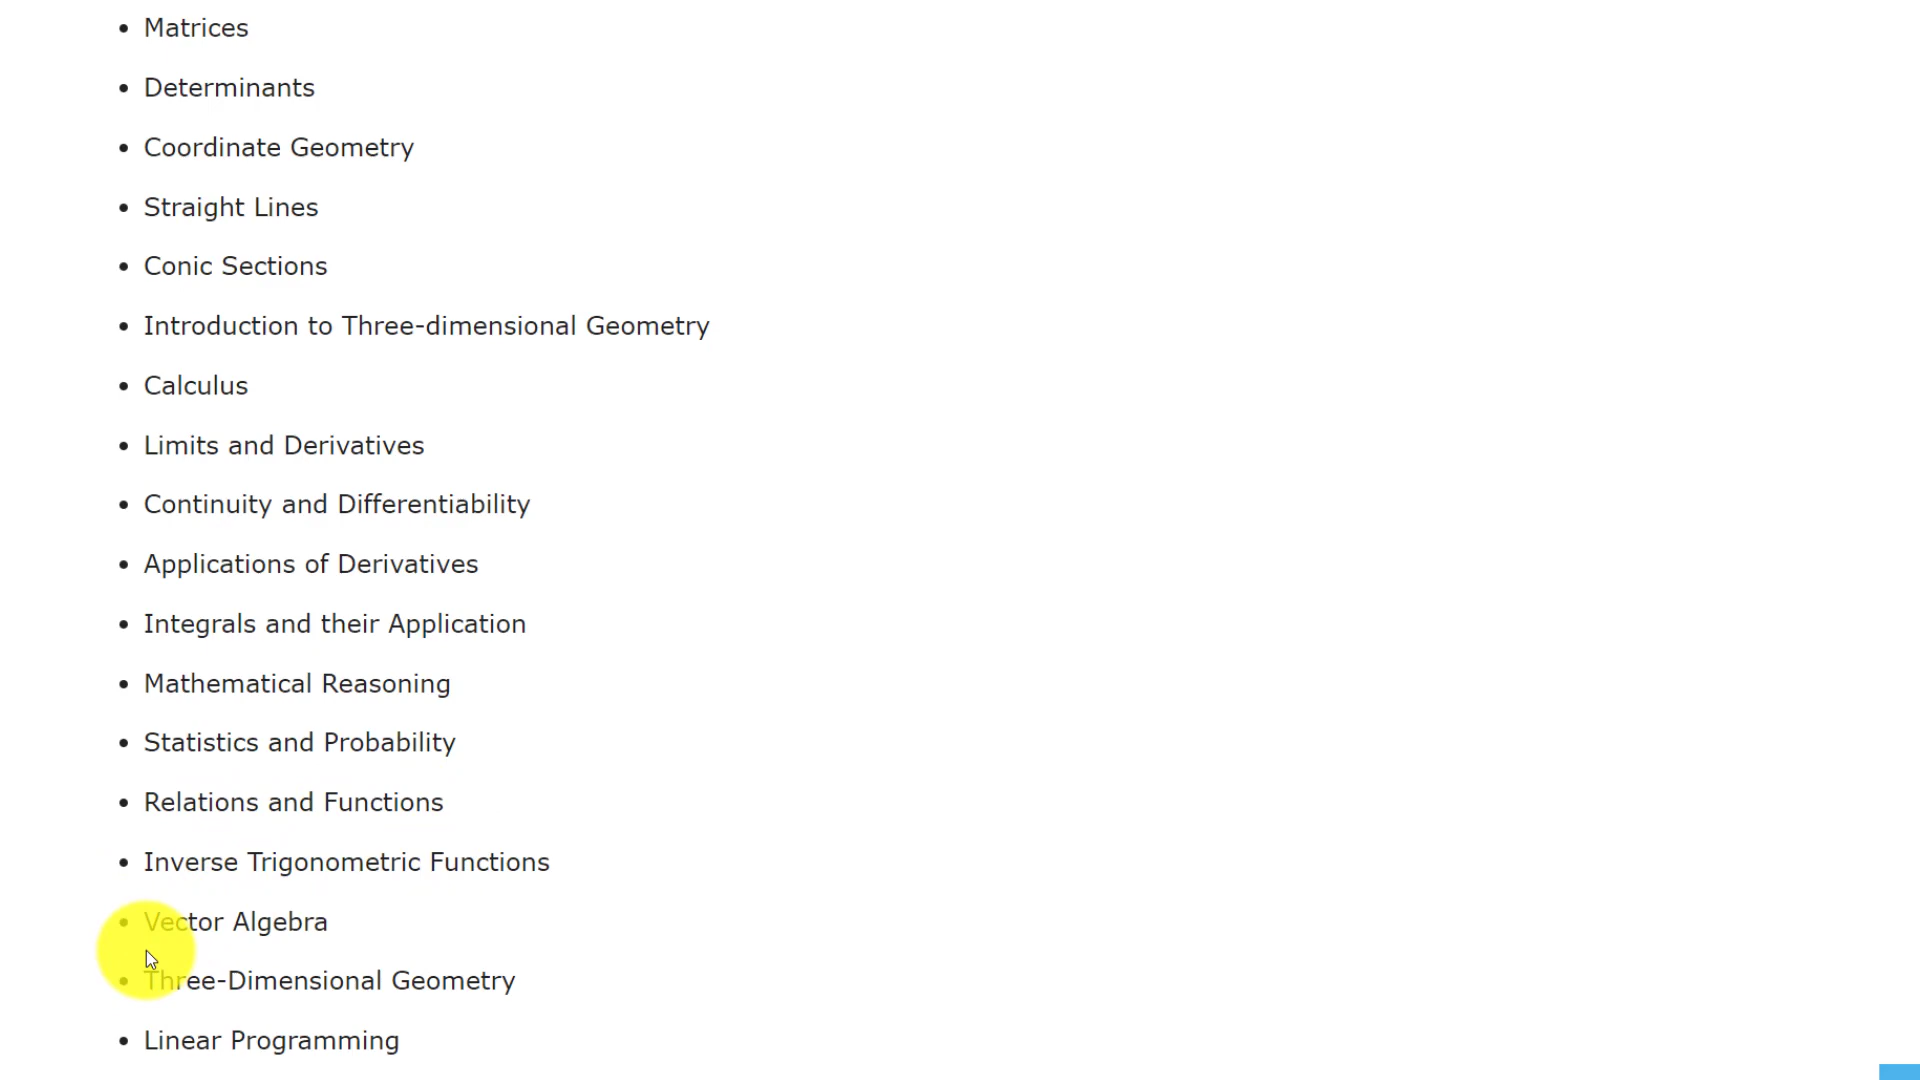 • Matrices
• Determinants
• Coordinate Geometry
• Straight Lines
• Conic Sections
• Introduction to Three-dimensional Geometry
• Calculus
• Limits and Derivatives
• Continuity and Differentiability
• Applications of Derivatives
• Integrals and their Application
• Mathematical Reasoning
• Statistics and Probability
• Relations and Functions
• Inverse Trigonometric Functions
• Vector Algebra
• Three-Dimensional Geometry
• Linear Programming